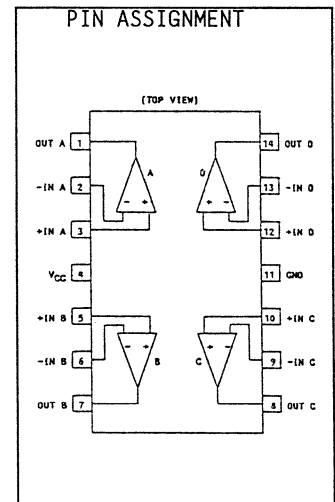 PIN ASSIGNMENT
(TOP VIEW)
OUT A 1 14 OUT D
A D
-IN A 2 13 -IN D
- + - +
+IN A 3 12 +IN D
VCC 4 11 GND
+IN B 5 10 +IN C
- + + -
-IN B 6 B C 9 -IN C
OUT B 7 8 OUT C